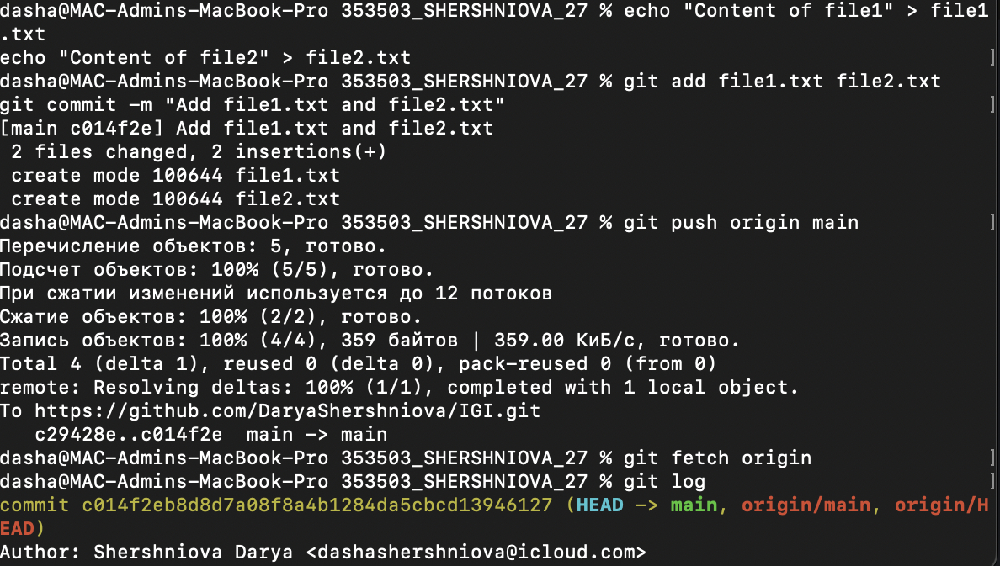 dasha@MAC-Admins-MacBook-Pro 353503_SHERSHNIOVA_27 % echo "Content of file1" > file1
.txt
echo "Content of file2" > file2.txt ]
dasha@MAC-Admins-MacBook-Pro 353503_SHERSHNIOVA_27 % git add file1.txt file2.txt
git commit -m "Add file1.txt and file2.txt" ]
[main c014f2e] Add file1.txt and file2.txt
 2 files changed, 2 insertions(+)
 create mode 100644 file1.txt
 create mode 100644 file2.txt
dasha@MAC-Admins-MacBook-Pro 353503_SHERSHNIOVA_27 % git push origin main ]
Перечисление объектов: 5, готово.
Подсчет объектов: 100% (5/5), готово.
При сжатии изменений используется до 12 потоков
Сжатие объектов: 100% (2/2), готово.
Запись объектов: 100% (4/4), 359 байтов | 359.00 КиБ/с, готово.
Total 4 (delta 1), reused 0 (delta 0), pack-reused 0 (from 0)
remote: Resolving deltas: 100% (1/1), completed with 1 local object.
To https://github.com/DaryaShershniova/IGI.git
   c29428e..c014f2e  main -> main
dasha@MAC-Admins-MacBook-Pro 353503_SHERSHNIOVA_27 % git fetch origin ]
dasha@MAC-Admins-MacBook-Pro 353503_SHERSHNIOVA_27 % git log ]
commit c014f2eb8d8d7a08f8a4b1284da5cbcd13946127 (HEAD -> main, origin/main, origin/H
EAD)
Author: Shershniova Darya <dashashershniova@icloud.com>